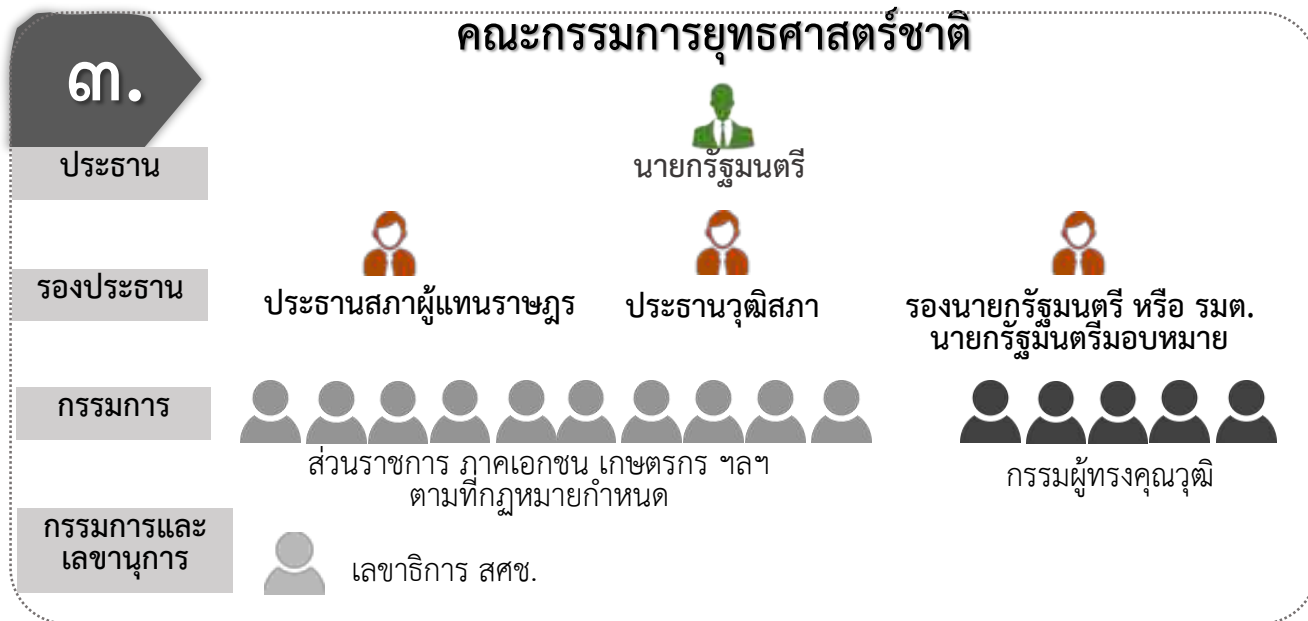 คณะกรรมการยุทธศาสตร์ชาติ
๓.
ประธาน
นายกรัฐมนตรี
รองประธาน
ประธานสภาผู้แทนราษฎร
ประธานวุฒิสภา
รองนายกรัฐมนตรี หรือ รมต.
นายกรัฐมนตรีมอบหมาย
กรรมการ
ส่วนราชการ ภาคเอกชน เกษตรกร ฯลฯ
ตามที่กฎหมายกำหนด
กรรมผู้ทรงคุณวุฒิ
กรรมการและ
เลขานุการ
เลขาธิการ สศช.